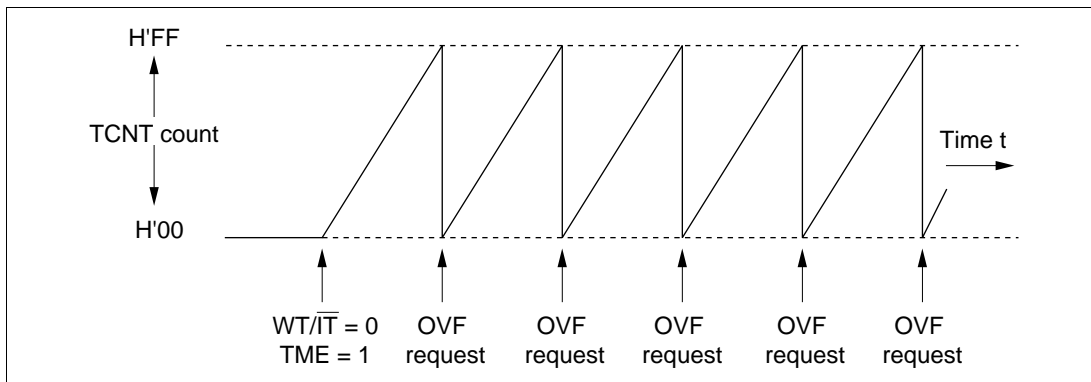 H'FF
TCNT count
Time t
H'00
WT/I̅T̅ = 0
TME = 1
OVF
request
OVF
request
OVF
request
OVF
request
OVF
request